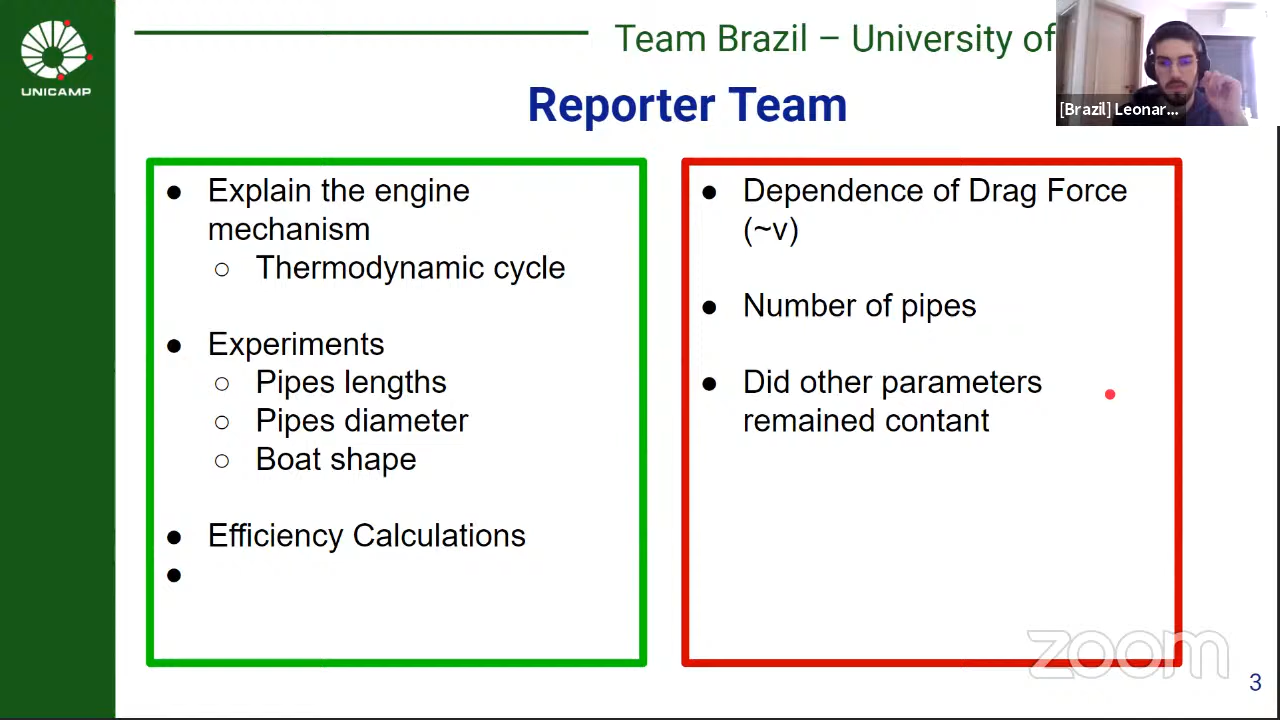 UNICAMP
Team Brazil – University of
[Brazil] Leonar...
Reporter Team
● Explain the engine
mechanism
○ Thermodynamic cycle
● Experiments
○ Pipes lengths
○ Pipes diameter
○ Boat shape
● Efficiency Calculations
●
● Dependence of Drag Force
(~v)
● Number of pipes
● Did other parameters
remained contant
zoom
3